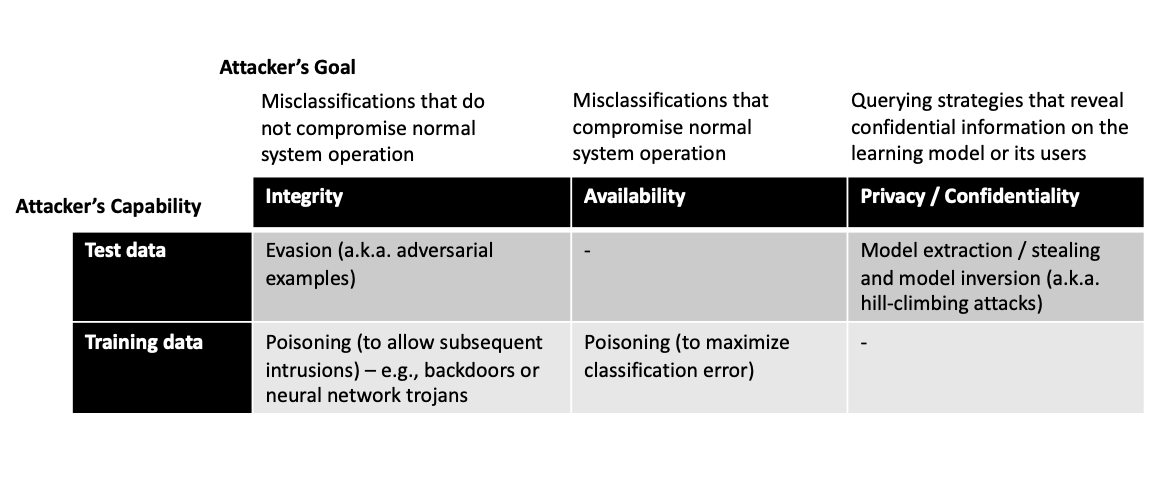 Attacker’s Goal
Misclassifications that do
not compromise normal
system operation
Misclassifications that
compromise normal
system operation
Querying strategies that reveal
confidential information on the
learning model or its users
Attacker’s Capability
Integrity
Availability
Privacy / Confidentiality
Test data
Evasion (a.k.a. adversarial
examples)
-
Model extraction / stealing
and model inversion (a.k.a.
hill-climbing attacks)
Training data
Poisoning (to allow subsequent
intrusions) – e.g., backdoors or
neural network trojans
Poisoning (to maximize
classification error)
-